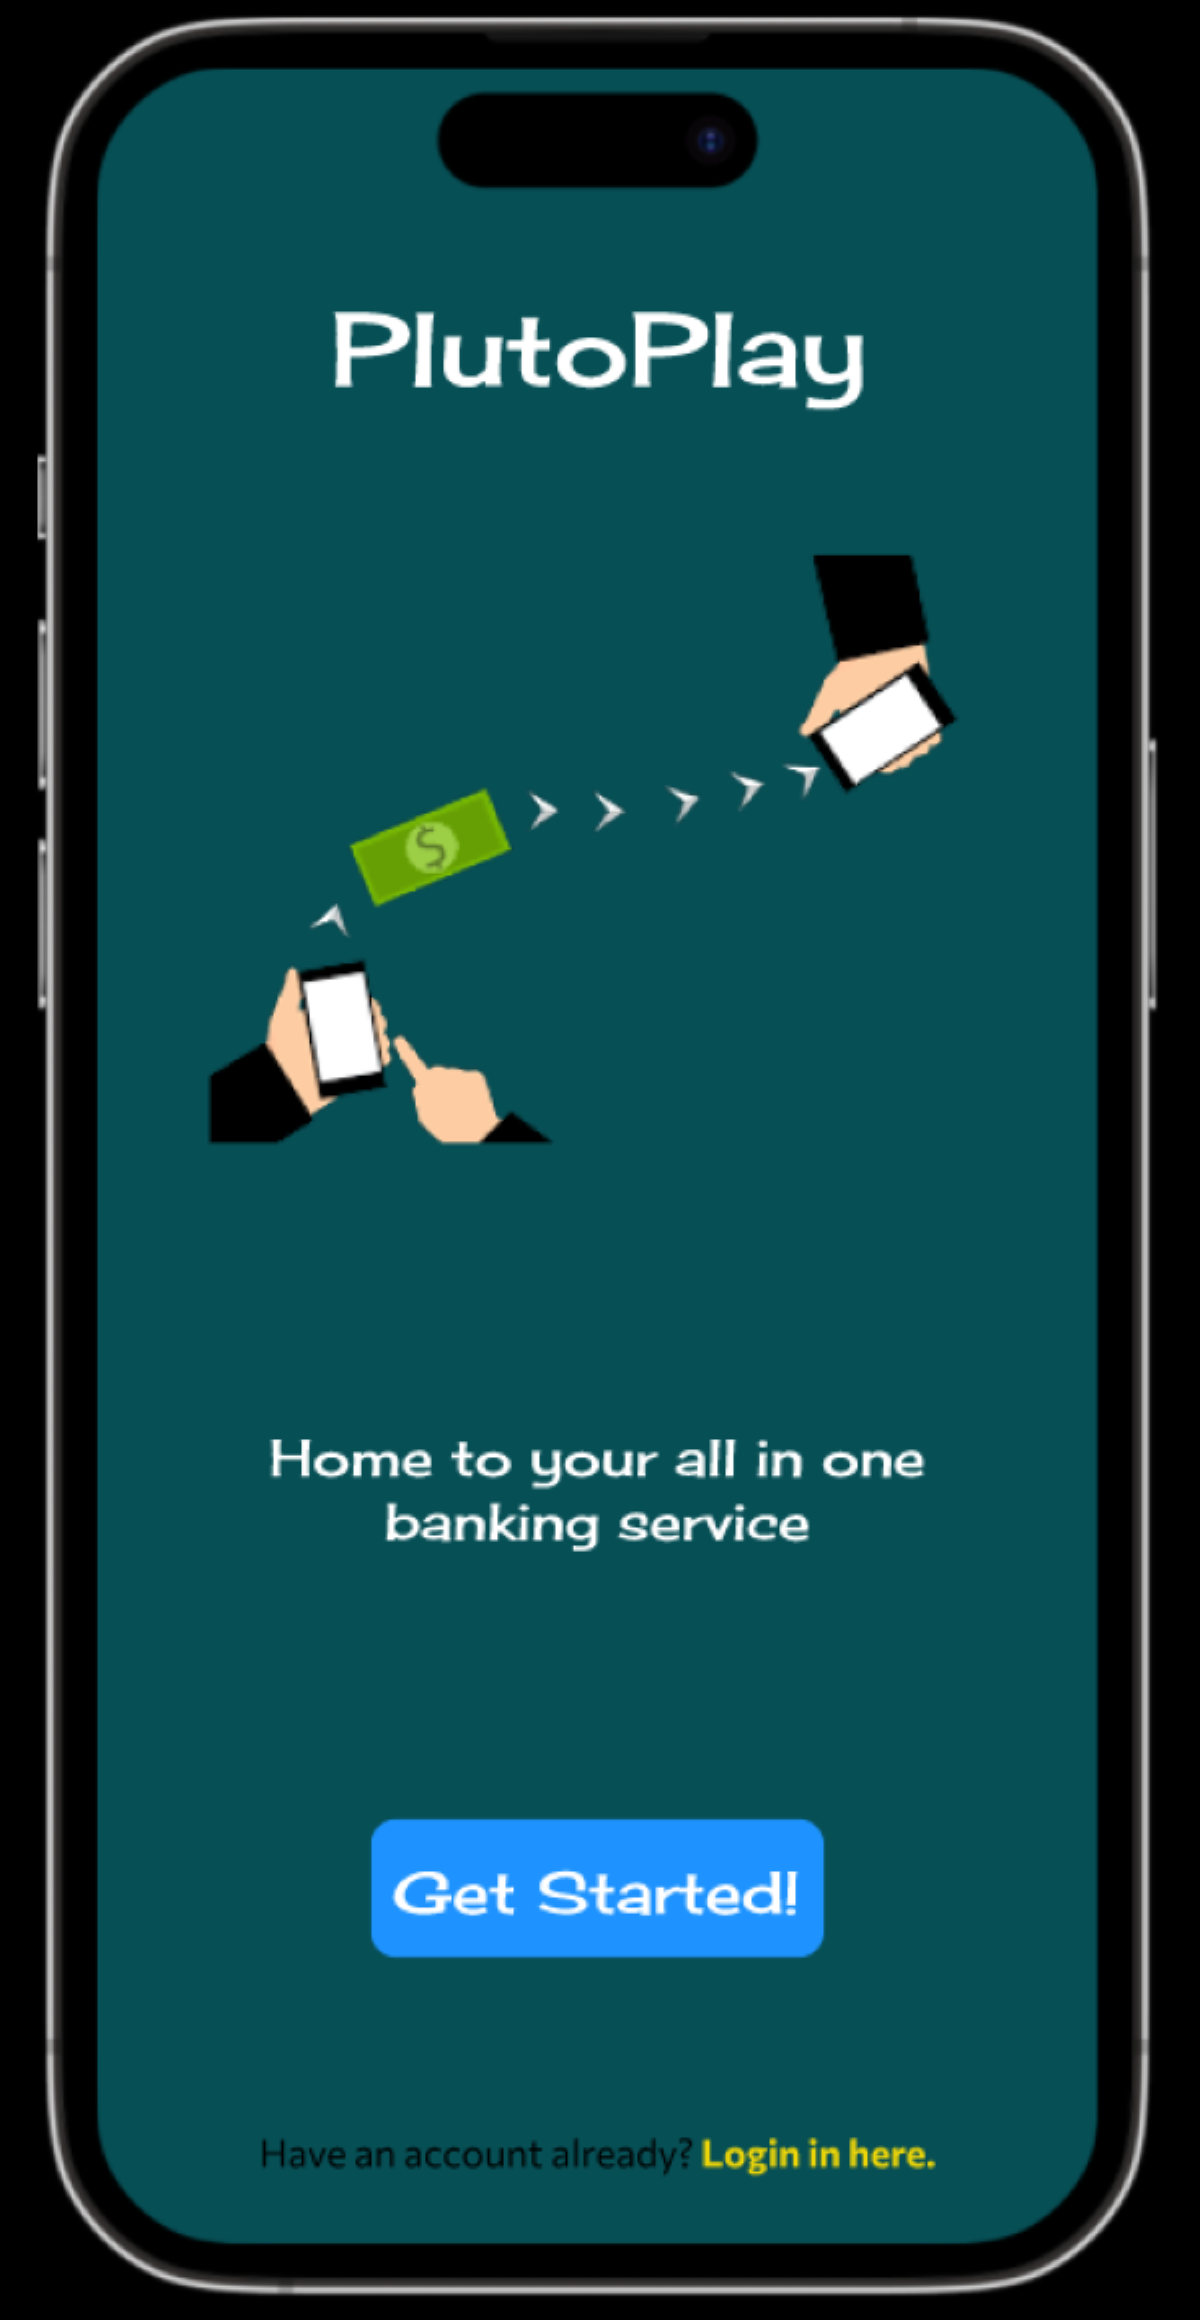 PlutoPlay
$
Home to your all in one
banking service
Get Started!
Have an account already? Login in here.